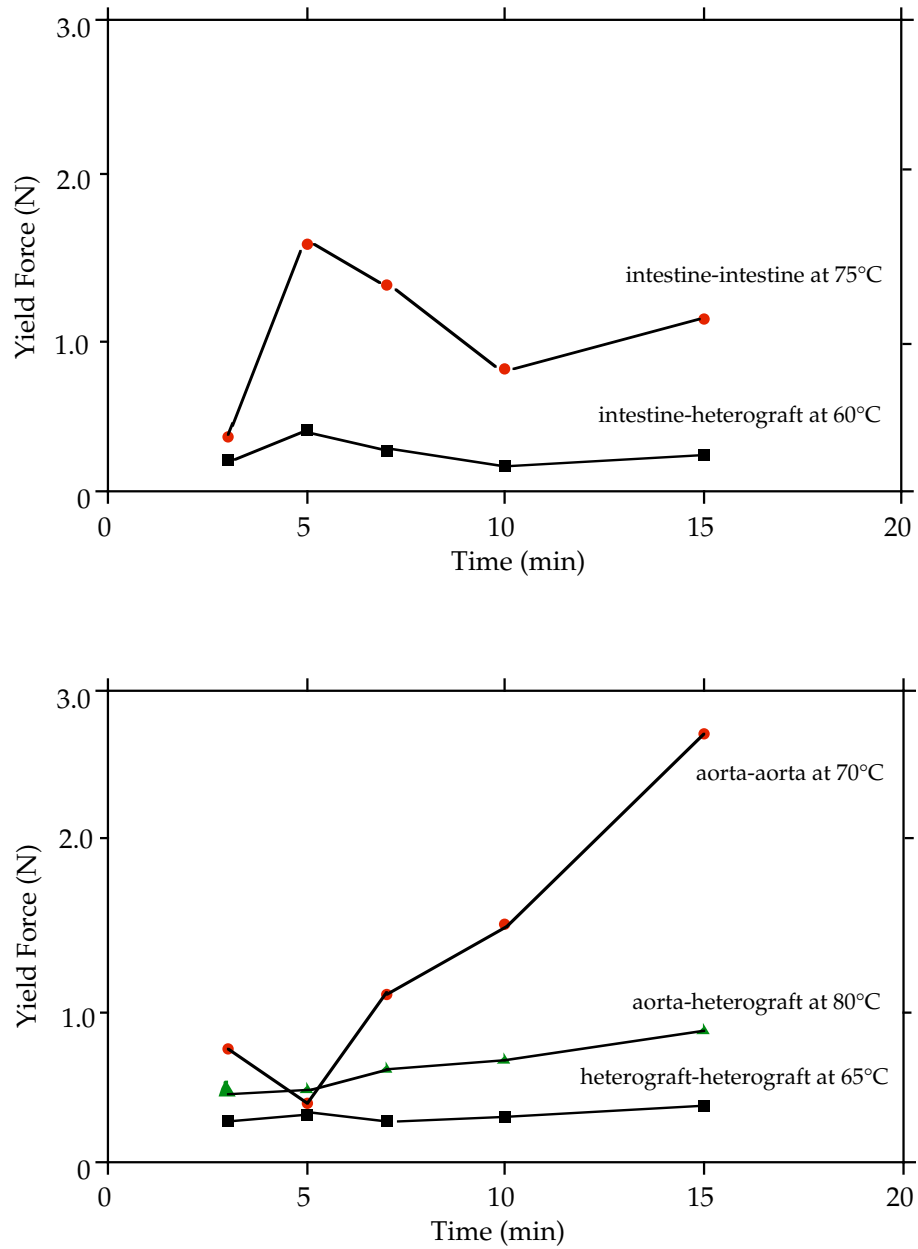 3.0
2.0
Yield Force (N)
intestine-intestine at 75°C
1.0
intestine-heterograft at 60°C
0
0 5 10 15 20
Time (min)
3.0
aorta-aorta at 70°C
2.0
Yield Force (N)
aorta-heterograft at 80°C
1.0
heterograft-heterograft at 65°C
0
0 5 10 15 20
Time (min)